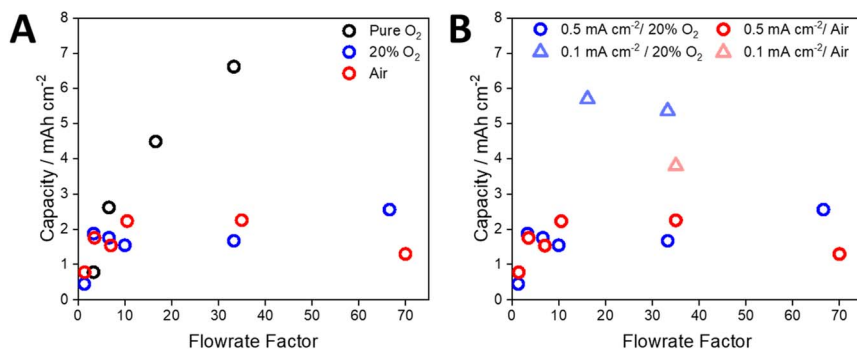 A
Pure O₂
20% O₂
Air
Capacity / mAh cm⁻²
8
7
6
5
4
3
2
1
0
0 10 20 30 40 50 60 70
Flowrate Factor
B
0.5 mA cm⁻²/ 20% O₂ 0.5 mA cm⁻²/ Air
0.1 mA cm⁻² / 20% O₂ 0.1 mA cm⁻²/ Air
Capacity / mAh cm⁻²
8
7
6
5
4
3
2
1
0
0 10 20 30 40 50 60 70
Flowrate Factor